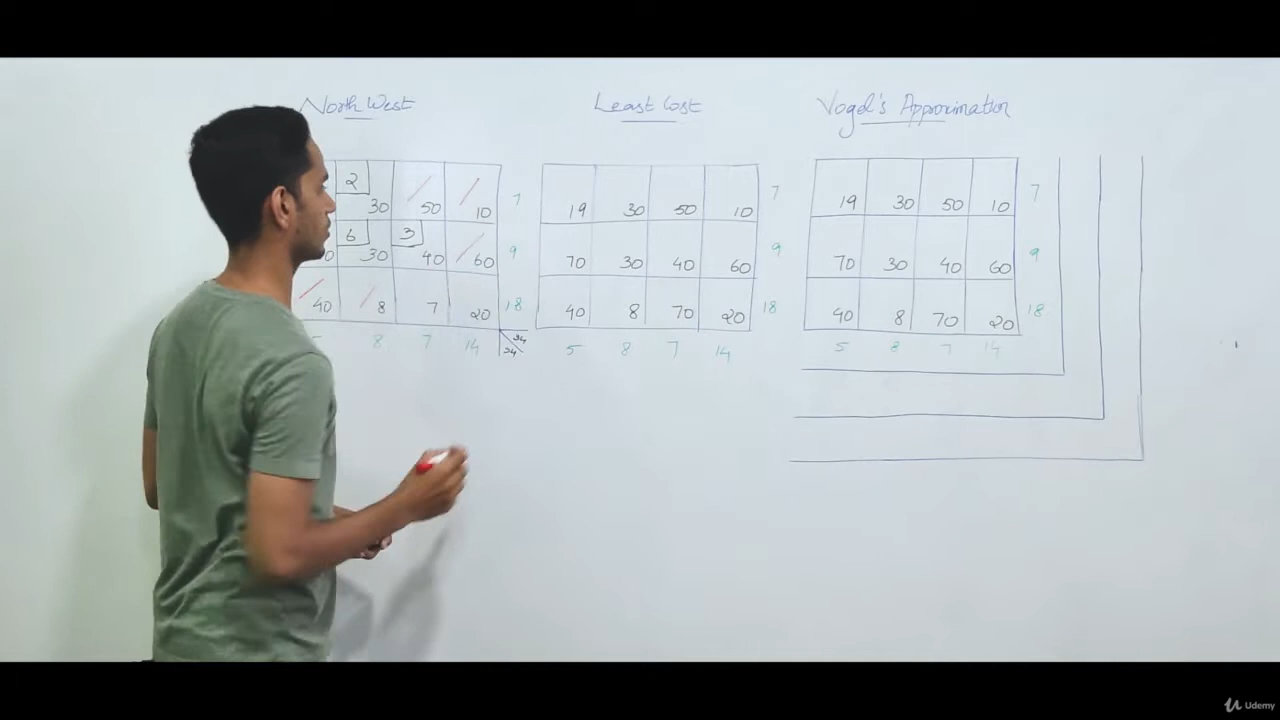 North West Least Cost Vogel's Approximation
2 30 50 10 7
6 30 3 40 60 9
40 8 7 20 18
8 7 14 34
34
19 30 50 10 7
70 30 40 60 9
40 8 70 20 18
5 8 7 14
19 30 50 10 7
70 30 40 60 9
40 8 70 20 18
5 8 7 14
Udemy